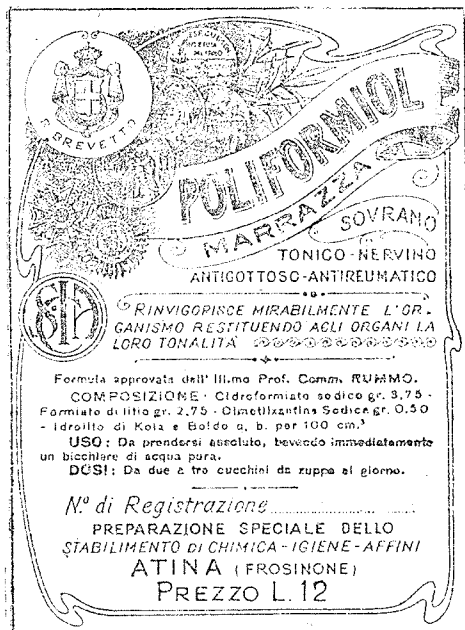 BREVETTO
POLIFORMIOL
MARRAZZA
SOVRANO
TONICO-NERVINO
ANTIGOTTOSO-ANTIREUMATICO
RINVIGORISCE MIRABILMENTE L'OR-
GANISMO RESTITUENDO AGLI ORGANI LA
LORO TONALITÀ
Formula approvata dall' Ill.mo Prof. Comm. RUMMO.
COMPOSIZIONE - Cidroformiato sodico gr. 3,75 -
Formiato di litio gr. 2,75 - Dimetilxantina Sodica gr. 0,50
- Idrolito di Kola e Boldo a. b. per 100 cm.³
USO: Da prendersi assoluto, bevendo immediatamente
un bicchiere di acqua pura.
DOSI: Da due a tre cucchiai da zuppa al giorno.
N.º di Registrazione
PREPARAZIONE SPECIALE DELLO
STABILIMENTO DI CHIMICA - IGIENE - AFFINI
ATINA (FROSINONE)
PREZZO L. 12